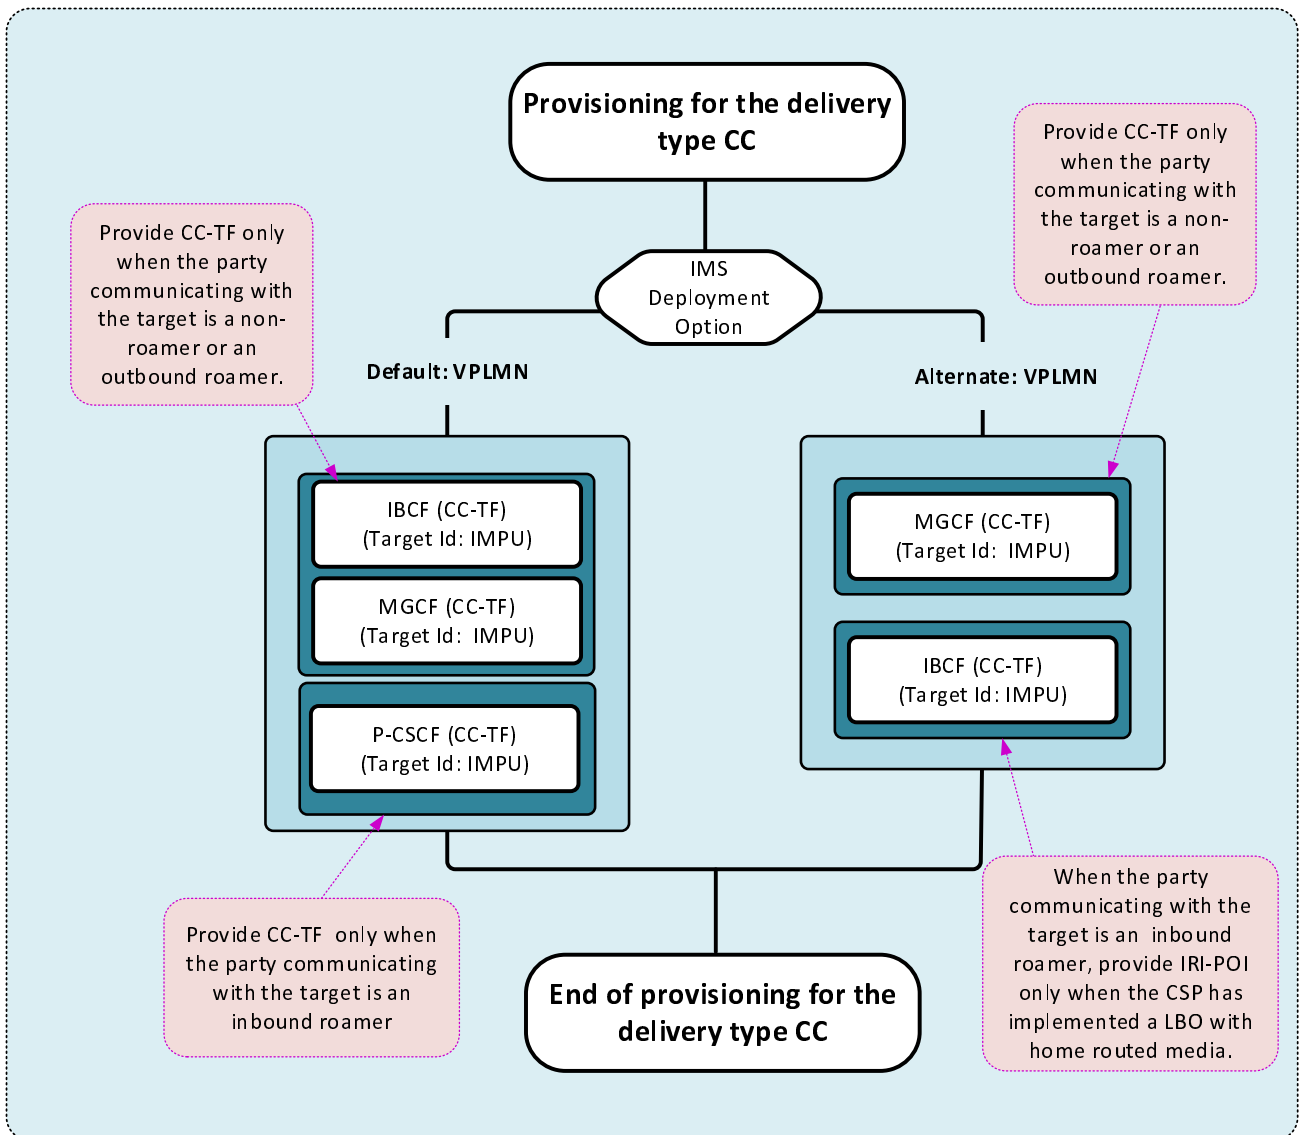 Provisioning for the delivery
type CC
Provide CC-TF only
when the party
communicating with
the target is a non-
roamer or an
outbound roamer.
Provide CC-TF only
when the party
communicating with
the target is a non-
roamer or an
outbound roamer.
IMS
Deployment
Option
Default: VPLMN
Alternate: VPLMN
IBCF (CC-TF)
(Target Id: IMPU)
MGCF (CC-TF)
(Target Id:  IMPU)
P-CSCF (CC-TF)
(Target Id: IMPU)
MGCF (CC-TF)
(Target Id:  IMPU)
IBCF (CC-TF)
(Target Id: IMPU)
Provide CC-TF  only when
the party communicating
with the target is an
inbound roamer
When the party
communicating with the
target is an  inbound
roamer, provide IRI-POI
only when the CSP has
implemented a LBO with
home routed media.
End of provisioning for the
delivery type CC